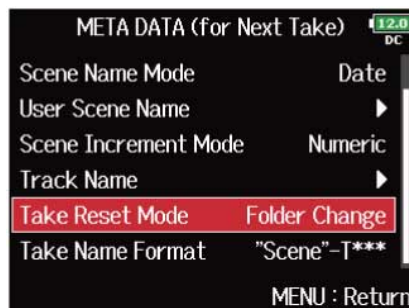 META DATA (for Next Take) 12.0
DC
Scene Name Mode Date
User Scene Name
Scene Increment Mode Numeric
Track Name
Take Reset Mode Folder Change
Take Name Format "Scene"-T***
MENU : Return